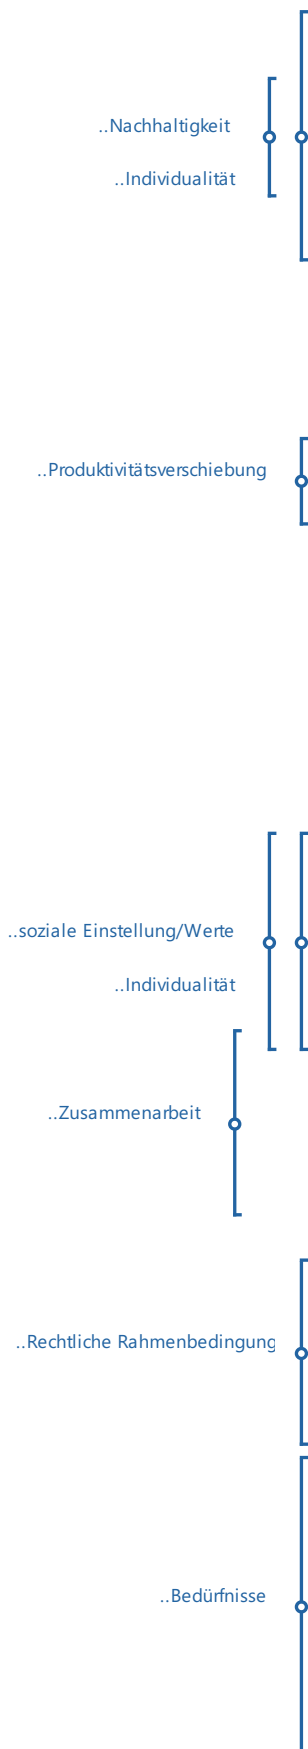 ..Nachhaltigkeit
..Individualität
..Produktivitätsverschiebung
..soziale Einstellung/Werte
..Individualität
..Zusammenarbeit
..Rechtliche Rahmenbedingung
..Bedürfnisse